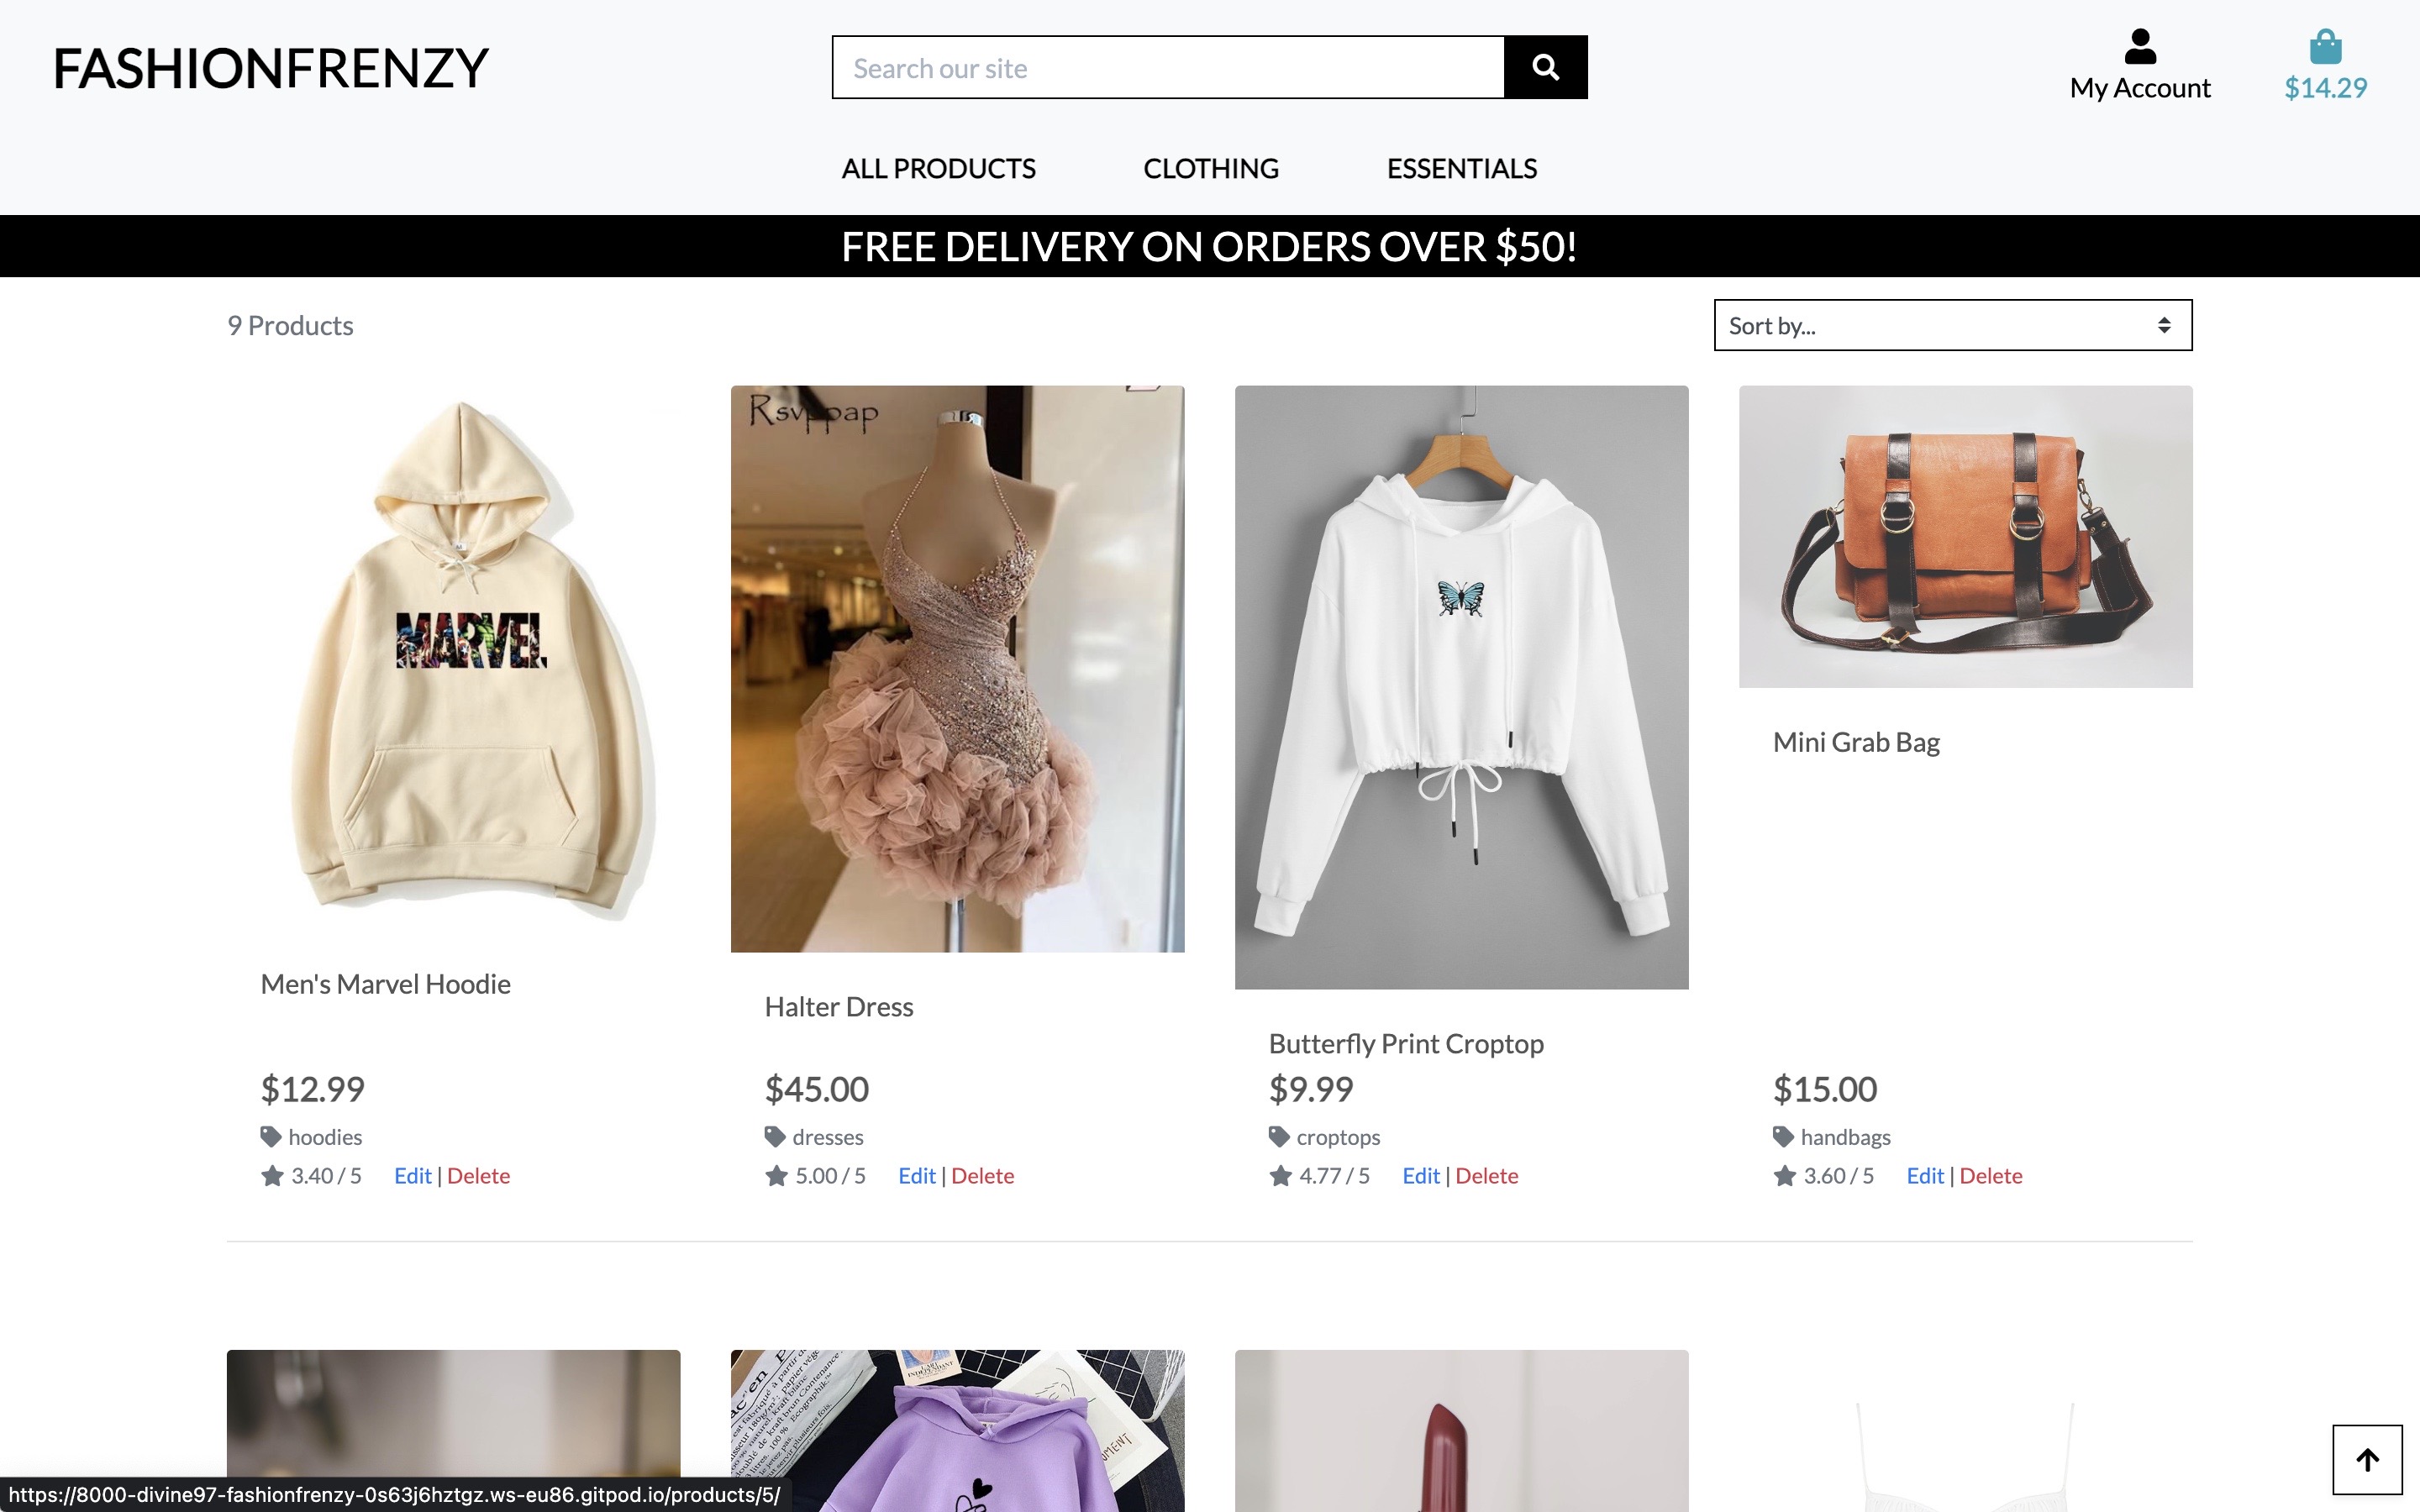 FASHIONFRENZY
Search our site
My Account
$14.29
ALL PRODUCTS
CLOTHING
ESSENTIALS
FREE DELIVERY ON ORDERS OVER $50!
9 Products
Sort by...
MARVEL
Men's Marvel Hoodie
$12.99
hoodies
3.40 / 5
Edit | Delete
Halter Dress
$45.00
dresses
5.00 / 5
Edit | Delete
Butterfly Print Croptop
$9.99
croptops
4.77 / 5
Edit | Delete
Mini Grab Bag
$15.00
handbags
3.60 / 5
Edit | Delete
https://8000-divine97-fashionfrenzy-0s63j6hztgz.ws-eu86.gitpod.io/products/5/